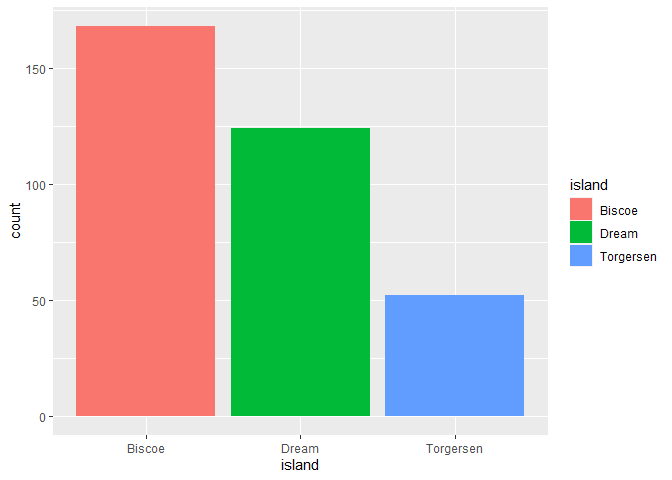 150
100
50
0
count
Biscoe
Dream
Torgersen
island
island
Biscoe
Dream
Torgersen